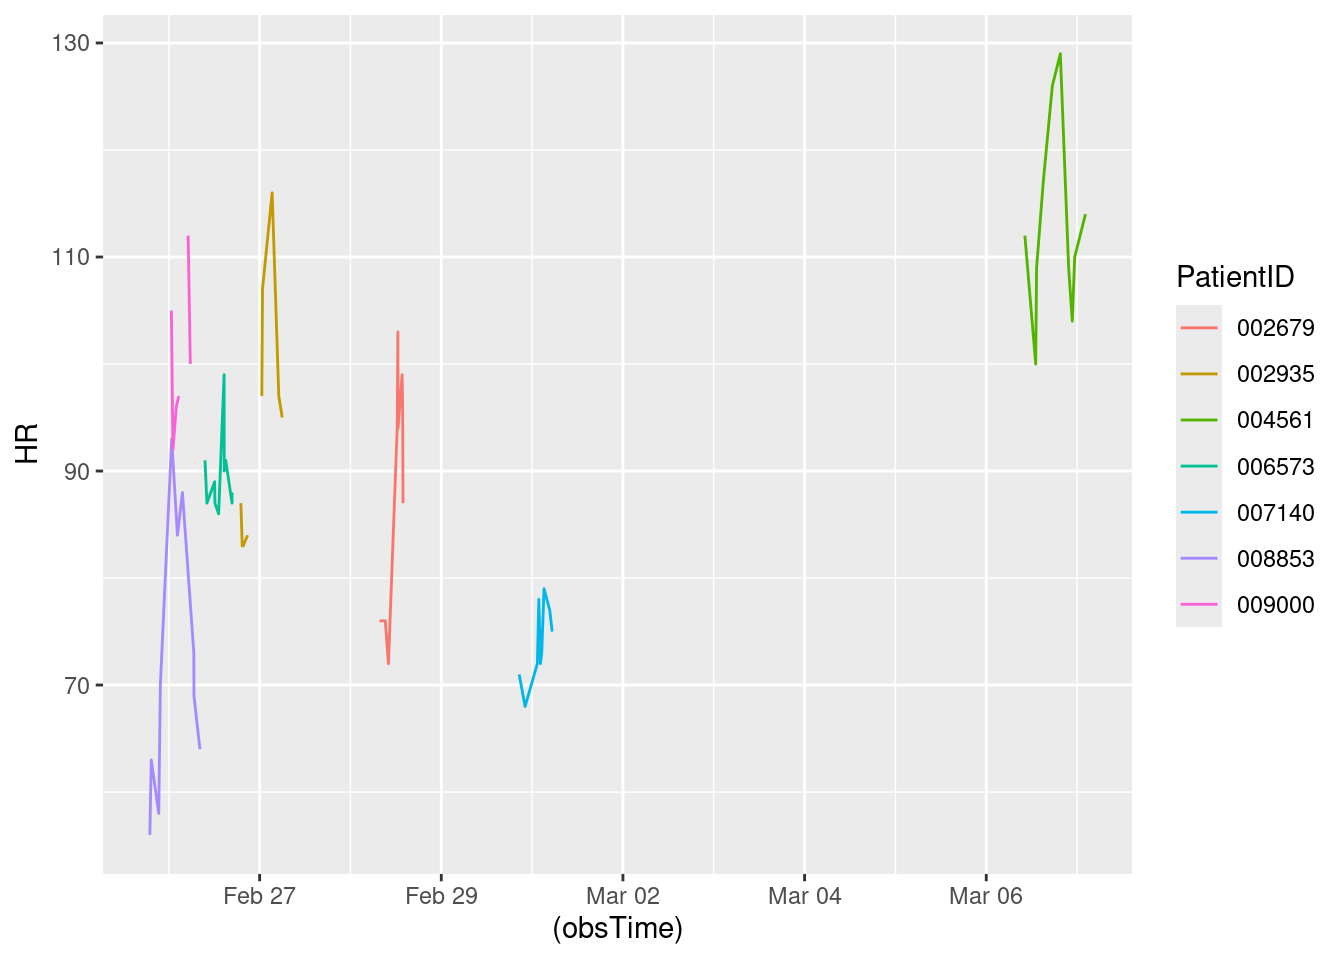 130
110
90
70
HR
Feb 27
Feb 29
Mar 02
Mar 04
Mar 06
(obsTime)
PatientID
002679
002935
004561
006573
007140
008853
009000